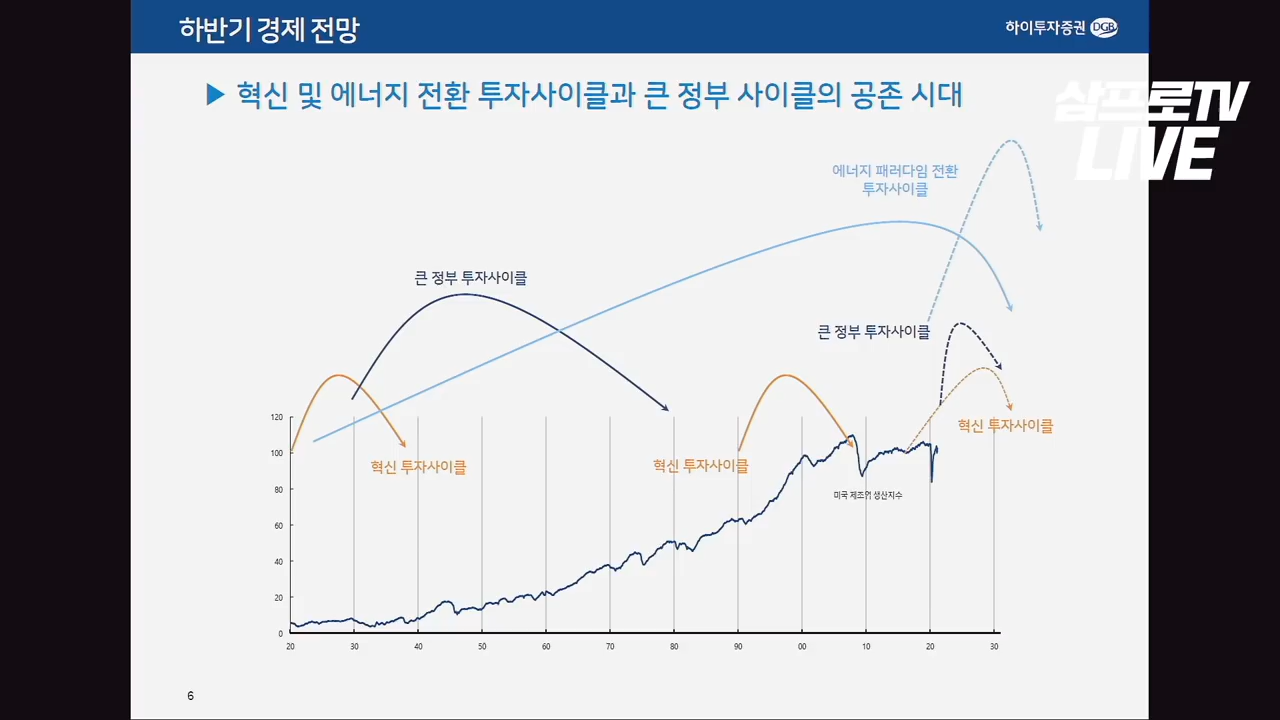 하반기 경제 전망
하이투자증권 DGB
▶ 혁신 및 에너지 전환 투자사이클과 큰 정부 사이클의 공존 시대
삼프로TV
LIVE
에너지 패러다임 전환
투자사이클
큰 정부 투자사이클
큰 정부 투자사이클
혁신 투자사이클
혁신 투자사이클
혁신 투자사이클
미국 제조업 생산지수
120
100
80
60
40
20
0
20 30 40 50 60 70 80 90 00 10 20 30
6